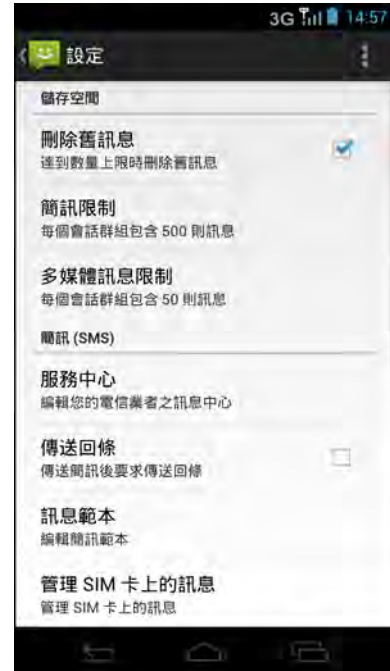 3G 14:57
設定
儲存空間
刪除舊訊息
達到數量上限時刪除舊訊息
簡訊限制
每個會話群組包含 500 則訊息
多媒體訊息限制
每個會話群組包含 50 則訊息
簡訊 (SMS)
服務中心
編輯您的電信業者之訊息中心
傳送回條
傳送簡訊後要求傳送回條
訊息範本
編輯簡訊範本
管理 SIM 卡上的訊息
管理 SIM 卡上的訊息